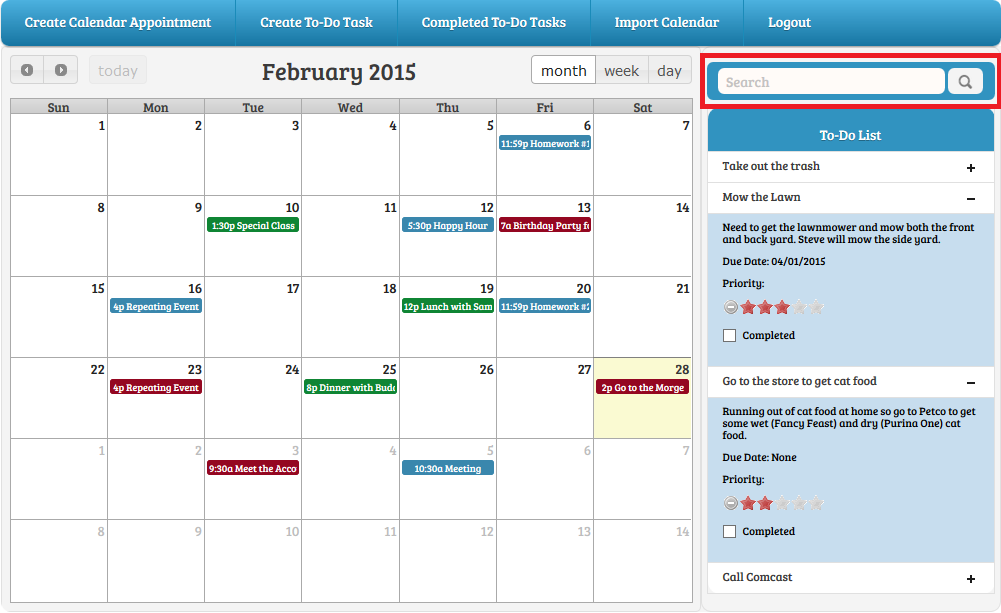 Create Calendar Appointment Create To-Do Task Completed To-Do Tasks Import Calendar Logout
today February 2015 month week day
Search
Sun Mon Tue Wed Thu Fri Sat
1 2 3 4 5 6 7
11:59p Homework #1
8 9 10 11 12 13 14
1:30p Special Class 5:30p Happy Hour 7a Birthday Party f
15 16 17 18 19 20 21
4p Repeating Event 12p Lunch with Sam 11:59p Homework #2
22 23 24 25 26 27 28
4p Repeating Event 8p Dinner with Bud 2p Go to the Morge
1 2 3 4 5 6 7
9:30a Meet the Acco 10:30a Meeting
8 9 10 11 12 13 14
To-Do List
Take out the trash +
Mow the Lawn –
Need to get the lawnmower and mow both the front
and back yard. Steve will mow the side yard.
Due Date: 04/01/2015
Priority:
Completed
Go to the store to get cat food –
Running out of cat food at home so go to Petco to get
some wet (Fancy Feast) and dry (Purina One) cat
food.
Due Date: None
Priority:
Completed
Call Comcast +